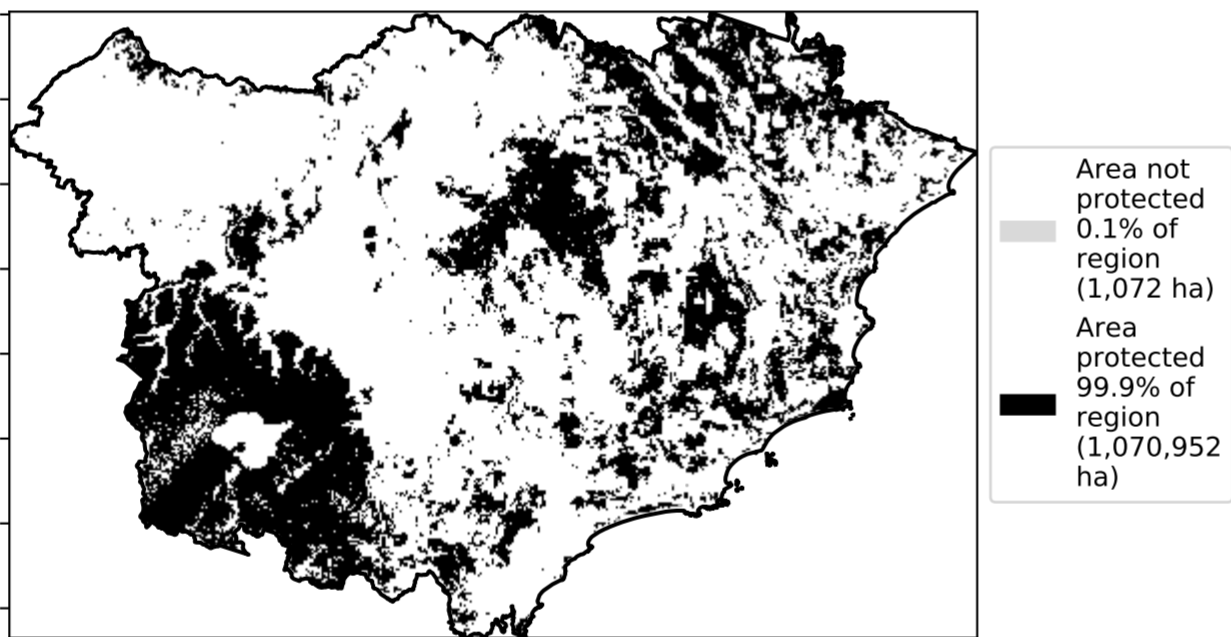 Area not
protected
0.1% of
region
(1,072 ha)
Area
protected
99.9% of
region
(1,070,952
ha)